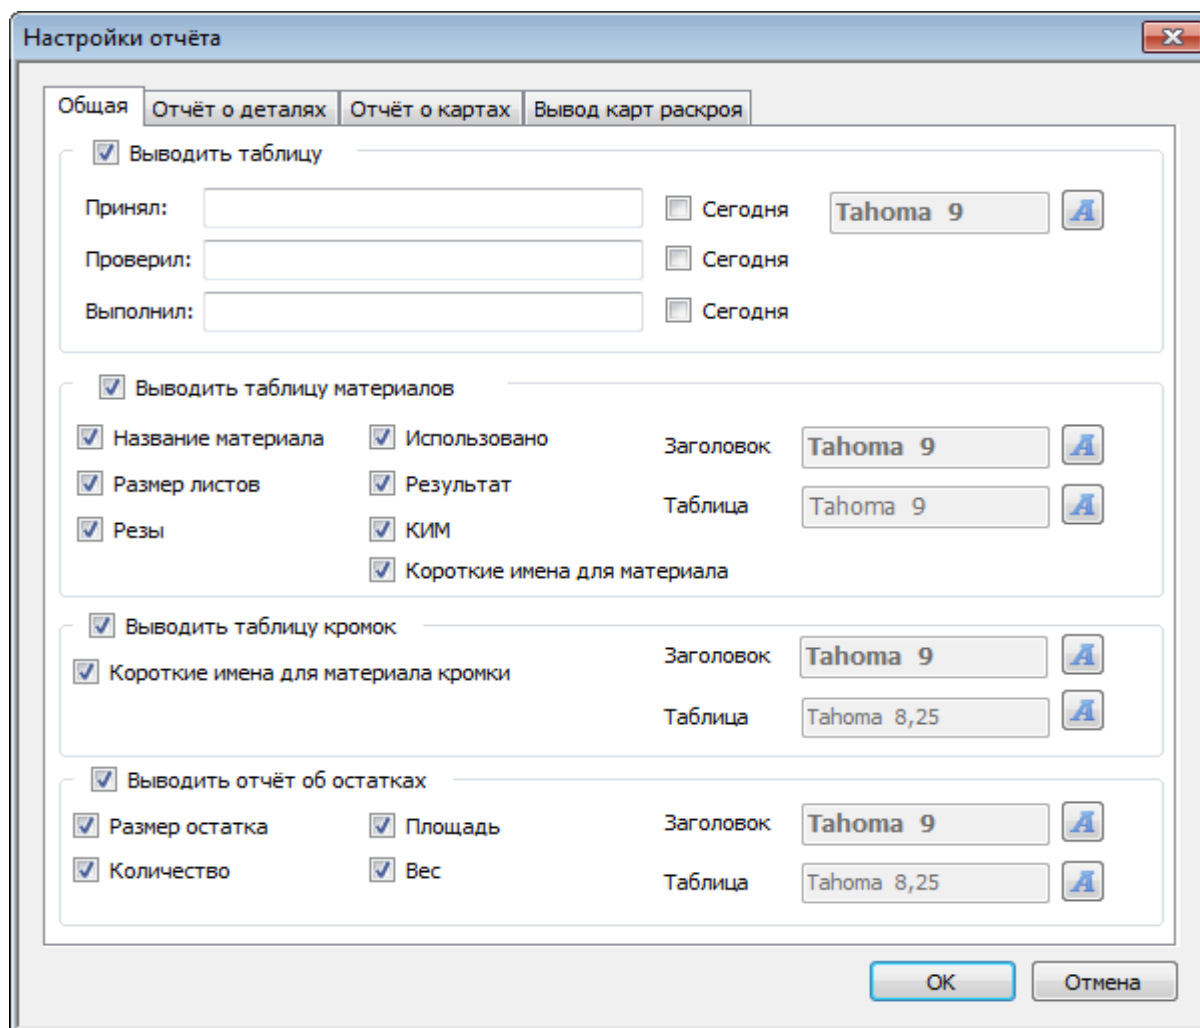 Настройки отчёта
Общая Отчёт о деталях Отчёт о картах Вывод карт раскроя
Выводить таблицу
Принял: Сегодня Tahoma 9 A
Проверил: Сегодня
Выполнил: Сегодня
Выводить таблицу материалов
Название материала Использовано Заголовок Tahoma 9 A
Размер листов Результат Таблица Tahoma 9 A
Резы КИМ
Короткие имена для материала
Выводить таблицу кромок
Короткие имена для материала кромки Заголовок Tahoma 9 A
Таблица Tahoma 8,25 A
Выводить отчёт об остатках
Размер остатка Площадь Заголовок Tahoma 9 A
Количество Вес Таблица Tahoma 8,25 A
OK Отмена